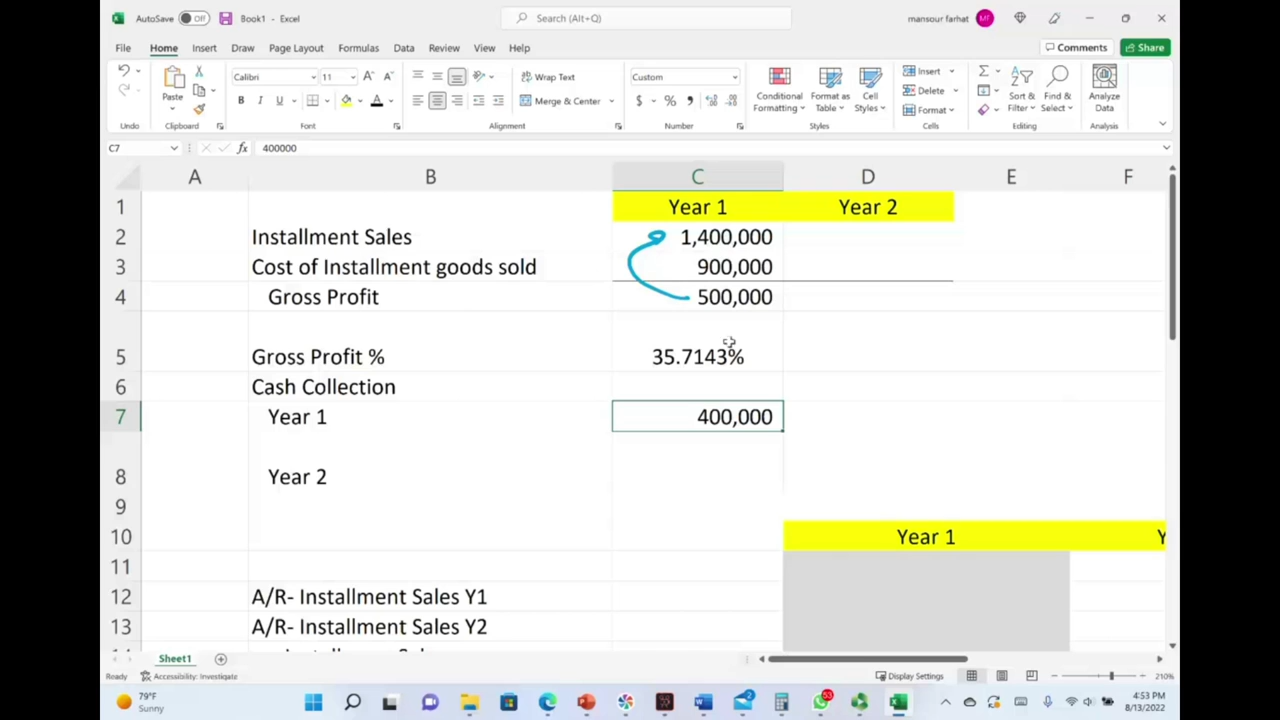 AutoSave Off Book1 - Excel Search (Alt+Q) mansour farhat MF
File Home Insert Draw Page Layout Formulas Data Review View Help Comments Share
Calibri 11 A A Wrap Text Custom Insert
Paste B I U A Merge & Center $ % Conditional Formatting Format as Table Cell Styles Delete Format Sort & Filter Find & Select Analyze Data
Undo Clipboard Font Alignment Number Styles Cells Editing Analysis
C7 fx 400000
A B C D E F
1 Year 1 Year 2
2 Installment Sales 1,400,000
3 Cost of Installment goods sold 900,000
4 Gross Profit 500,000
5 Gross Profit % 35.7143%
6 Cash Collection
7 Year 1 400,000
8 Year 2
9
10 Year 1 Y
11
12 A/R- Installment Sales Y1
13 A/R- Installment Sales Y2
Sheet1
Ready Accessibility: Investigate Display Settings 210%
79°F
Sunny
53
4:53 PM
8/13/2022